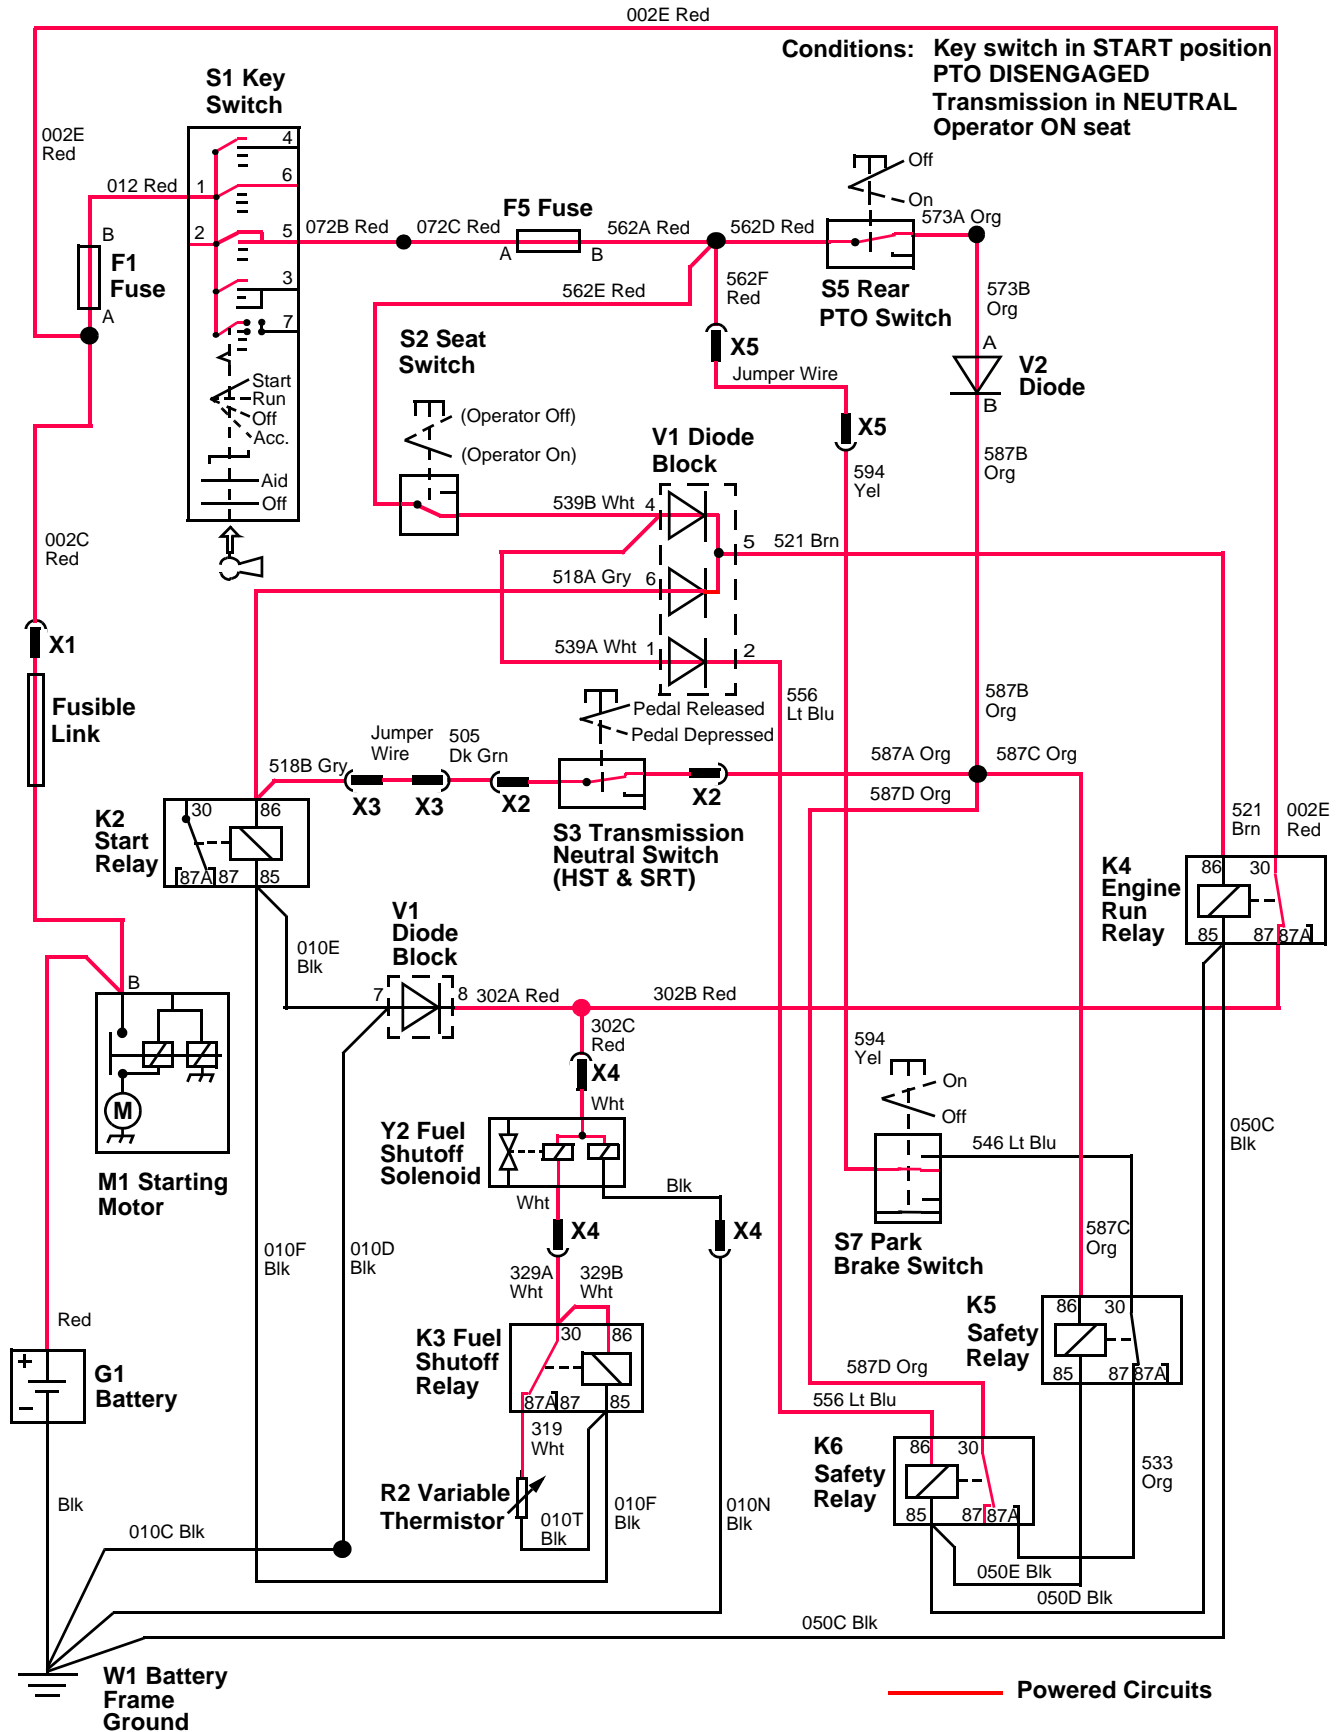 002E Red
Conditions: Key switch in START position
PTO DISENGAGED
Transmission in NEUTRAL
Operator ON seat
S1 Key
Switch
002E
Red
012 Red
1
2
4
6
5
3
7
B
F1
Fuse
A
Start
Run
Off
Acc.
Aid
Off
072B Red
072C Red
F5 Fuse
A
B
562A Red
562D Red
Off
On
573A Org
S5 Rear
PTO Switch
562E Red
562F
Red
573B
Org
X5
Jumper Wire
A
V2
Diode
B
S2 Seat
Switch
(Operator Off)
(Operator On)
V1 Diode
Block
X5
594
Yel
587B
Org
002C
Red
539B Wht
4
5
521 Brn
518A Gry
6
539A Wht
1
2
X1
Fusible
Link
556
Lt Blu
587B
Org
Pedal Released
Pedal Depressed
Jumper
Wire
505
Dk Grn
518B Gry
X3
X3
X2
X2
587A Org
587C Org
587D Org
S3 Transmission
Neutral Switch
(HST & SRT)
K2
Start
Relay
30
86
87A
87
85
521
Brn
002E
Red
K4
Engine
Run
Relay
86
30
85
87
87A
V1
Diode
Block
010E
Blk
7
8
302A Red
302B Red
302C
Red
X4
Wht
B
M
M1 Starting
Motor
594
Yel
On
Off
546 Lt Blu
050C
Blk
Y2 Fuel
Shutoff
Solenoid
Wht
Blk
X4
X4
S7 Park
Brake Switch
587C
Org
010F
Blk
010D
Blk
329A
Wht
329B
Wht
K5
Safety
Relay
86
30
85
87
87A
Red
K3 Fuel
Shutoff
Relay
30
86
87A
87
85
G1
Battery
+
−
587D Org
556 Lt Blu
319
Wht
K6
Safety
Relay
86
30
85
87
87A
533
Org
R2 Variable
Thermistor
010T
Blk
010F
Blk
010N
Blk
Blk
010C Blk
050E Blk
050D Blk
050C Blk
W1 Battery
Frame
Ground
Powered Circuits